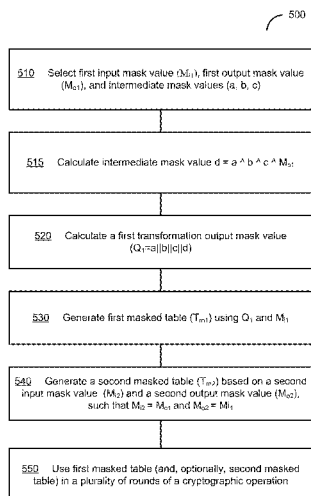 500
510 Select first input mask value (Mi1), first output mask value
(Mo1), and intermediate mask values (a, b, c)
515 Calculate intermediate mask value d = a ^ b ^ c ^ Mo1
520 Calculate a first transformation output mask value
(Q1=a||b||c||d)
530 Generate first masked table (Tm1) using Q1 and Mi1
540 Generate a second masked table (Tm2) based on a second
input mask value (Mi2) and a second output mask value (Mo2),
such that Mi2 = Mo1 and Mo2 = Mi1
550 Use first masked table (and, optionally, second masked
table) in a plurality of rounds of a cryptographic operation